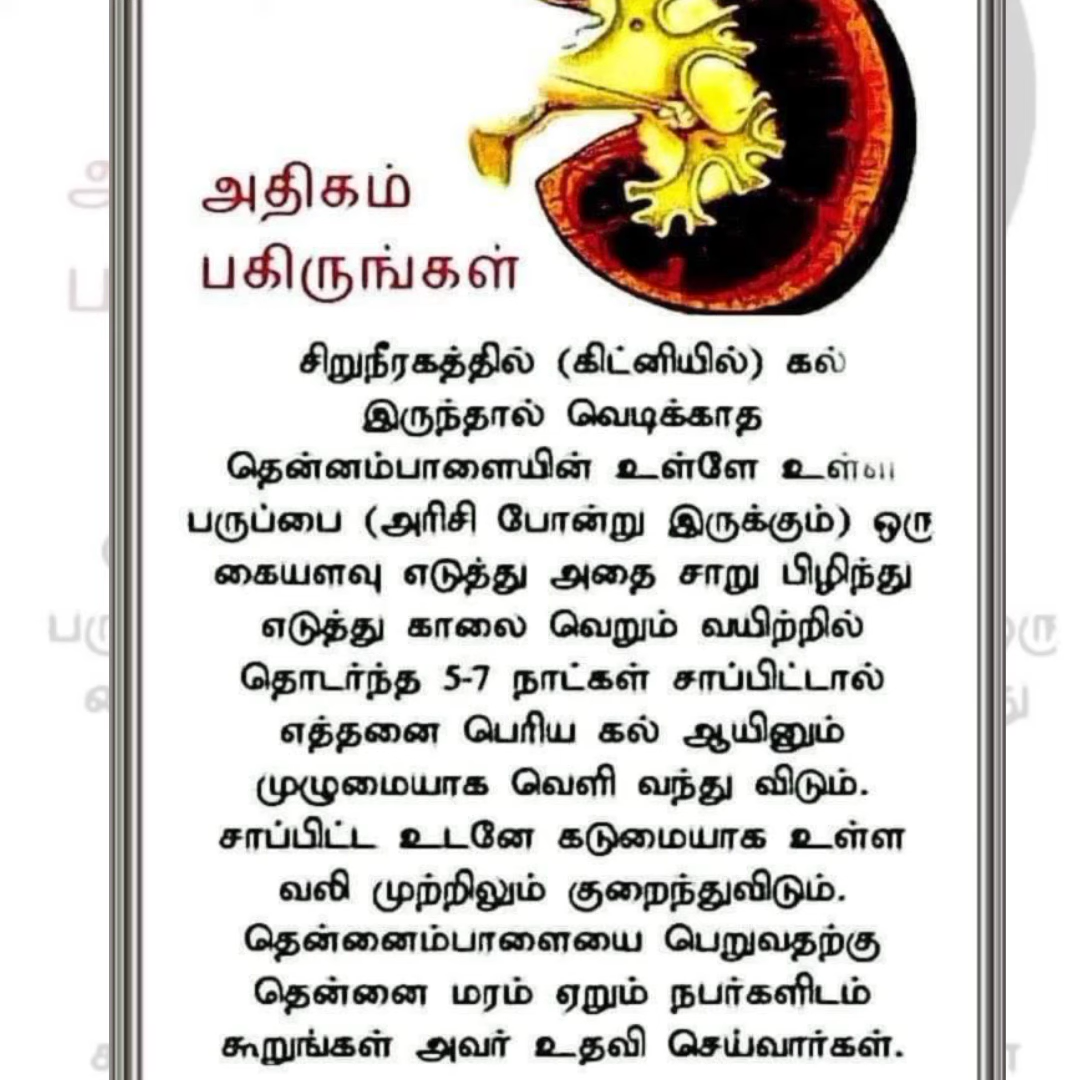 அதிகம்
பகிருங்கள்
சிறுநீரகத்தில் (கிட்னியில்) கல்
இருந்தால் வெடிக்காத
தென்னம்பாளையின் உள்ளே உள்ள
பருப்பை (அரிசி போன்று இருக்கும்) ஒரு
கையளவு எடுத்து அதை சாறு பிழிந்து
எடுத்து காலை வெறும் வயிற்றில்
தொடர்ந்த 5-7 நாட்கள் சாப்பிட்டால்
எத்தனை பெரிய கல் ஆயினும்
முழுமையாக வெளி வந்து விடும்.
சாப்பிட்ட உடனே கடுமையாக உள்ள
வலி முற்றிலும் குறைந்துவிடும்.
தென்னைம்பாளையை பெறுவதற்கு
தென்னை மரம் ஏறும் நபர்களிடம்
கூறுங்கள் அவர் உதவி செய்வார்கள்.